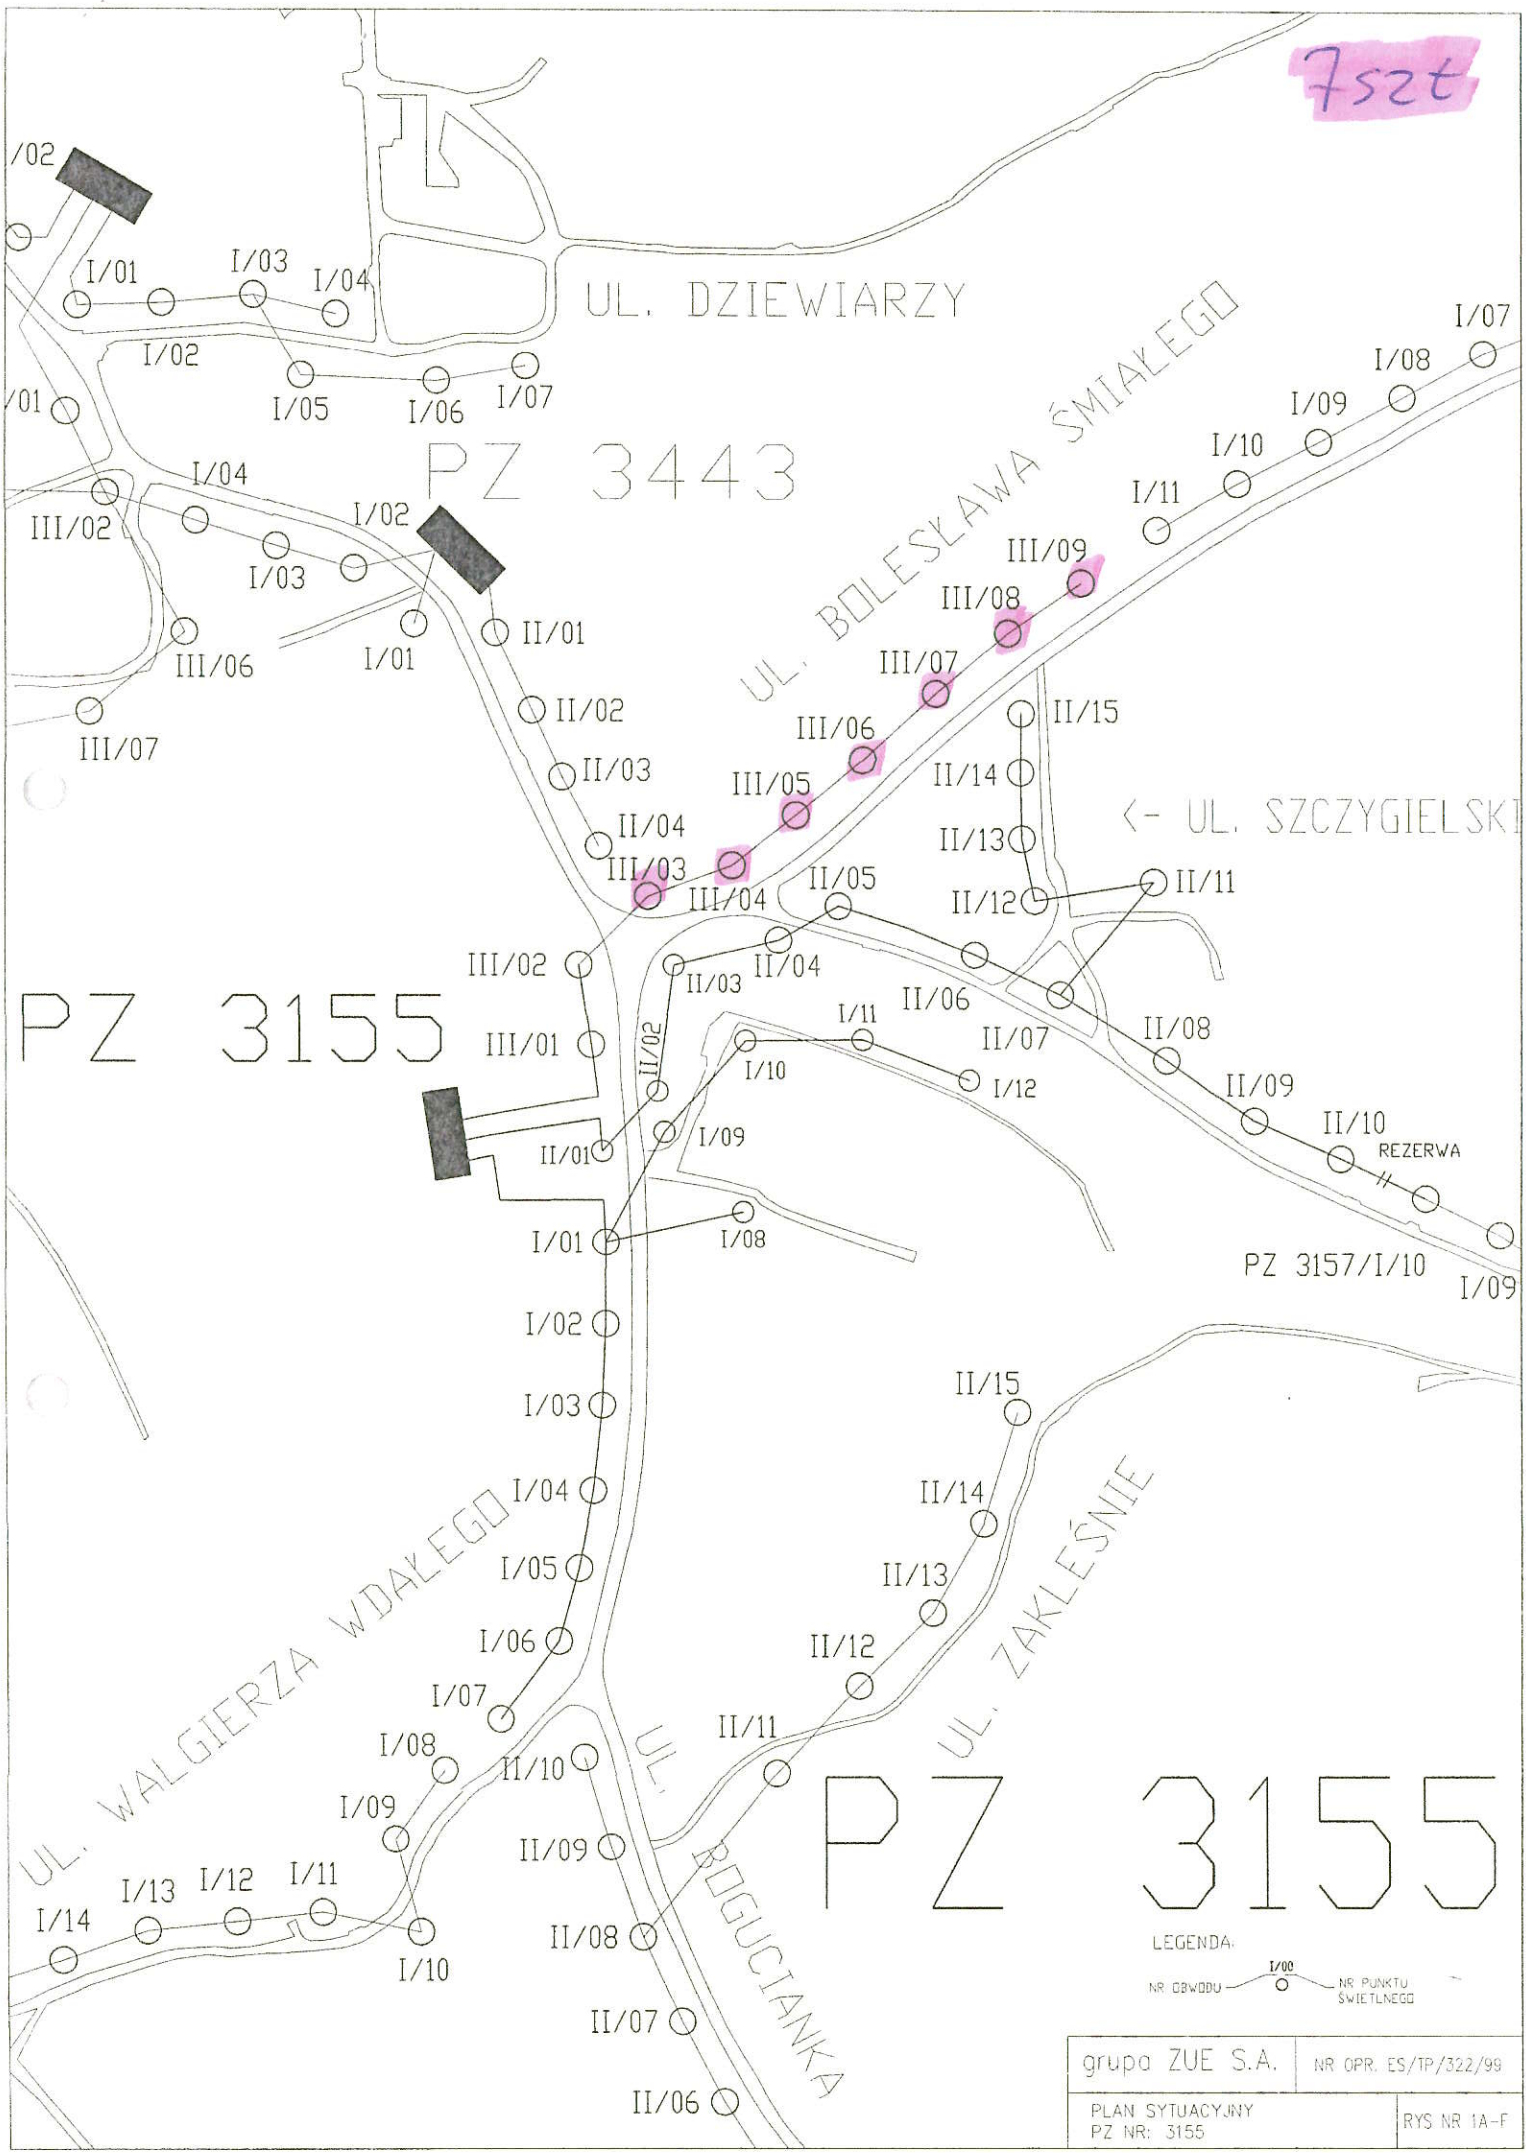 7szt
/02
I/01
I/03
I/04
UL. DZIEWIARZY
I/02
I/05
I/06
I/07
/01
PZ 3443
UL. BOLESŁAWA ŚMIAŁEGO
I/07
I/08
I/09
I/10
I/11
I/04
I/02
III/02
I/03
III/09
III/08
I/01
II/01
III/06
III/07
II/02
II/15
III/07
III/06
II/03
II/14
III/05
<- UL. SZCZYGIELSKI
II/04
II/13
III/03
III/04
II/05
II/12
II/11
III/02
II/03
II/04
II/06
PZ 3155
III/01
II/02
I/11
II/07
II/08
I/10
I/12
II/09
II/01
I/09
II/10
REZERWA
I/01
I/08
PZ 3157/I/10
I/09
I/02
I/03
II/15
I/04
II/14
UL. WALGIERZA WDAŁEGO
I/05
II/13
UL. ZAKLEŚNIE
I/06
II/12
I/07
II/11
I/08
II/10
UL. BOGUCIANKA
I/09
II/09
PZ 3155
I/14
I/13
I/12
I/11
I/10
II/08
LEGENDA:
I/00
NR OBWODU
NR PUNKTU
ŚWIETLNEGO
II/07
II/06
grupa ZUE S.A.
NR OPR. ES/TP/322/99
PLAN SYTUACYJNY
PZ NR: 3155
RYS NR 1A-F